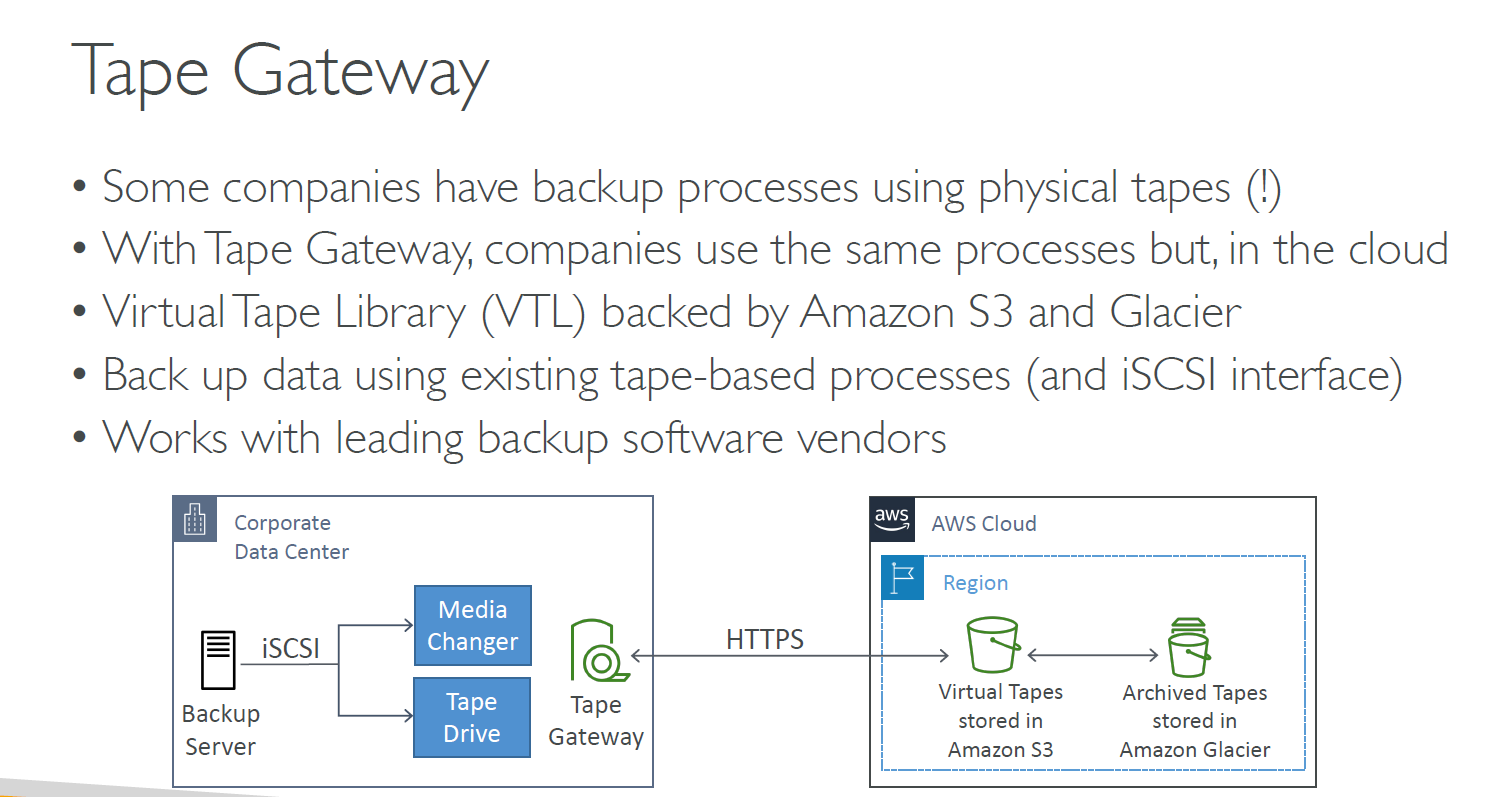 Tape Gateway
• Some companies have backup processes using physical tapes (!)
• With Tape Gateway, companies use the same processes but, in the cloud
• Virtual Tape Library (VTL) backed by Amazon S3 and Glacier
• Back up data using existing tape-based processes (and iSCSI interface)
• Works with leading backup software vendors
Corporate
Data Center
Backup
Server
iSCSI
Media
Changer
Tape
Drive
Tape
Gateway
HTTPS
aws
AWS Cloud
Region
Virtual Tapes
stored in
Amazon S3
Archived Tapes
stored in
Amazon Glacier